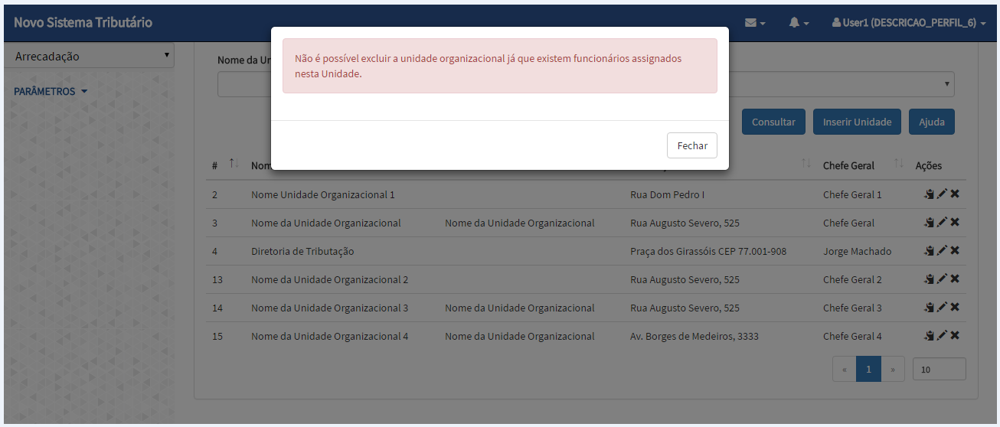 Novo Sistema Tributário
User1 (DESCRICAO_PERFIL_6)
Arrecadação
PARÂMETROS
Não é possível excluir a unidade organizacional já que existem funcionários assignados
nesta Unidade.
Fechar
Nome da Un
Consultar Inserir Unidade Ajuda
# Nom Chefe Geral Ações
2 Nome Unidade Organizacional 1 Rua Dom Pedro I Chefe Geral 1
3 Nome da Unidade Organizacional Nome da Unidade Organizacional Rua Augusto Severo, 525 Chefe Geral
4 Diretoria de Tributação Praça dos Girassóis CEP 77.001-908 Jorge Machado
13 Nome da Unidade Organizacional 2 Rua Augusto Severo, 525 Chefe Geral 2
14 Nome da Unidade Organizacional 3 Nome da Unidade Organizacional Rua Augusto Severo, 525 Chefe Geral 3
15 Nome da Unidade Organizacional 4 Nome da Unidade Organizacional Av. Borges de Medeiros, 3333 Chefe Geral 4
« 1 » 10